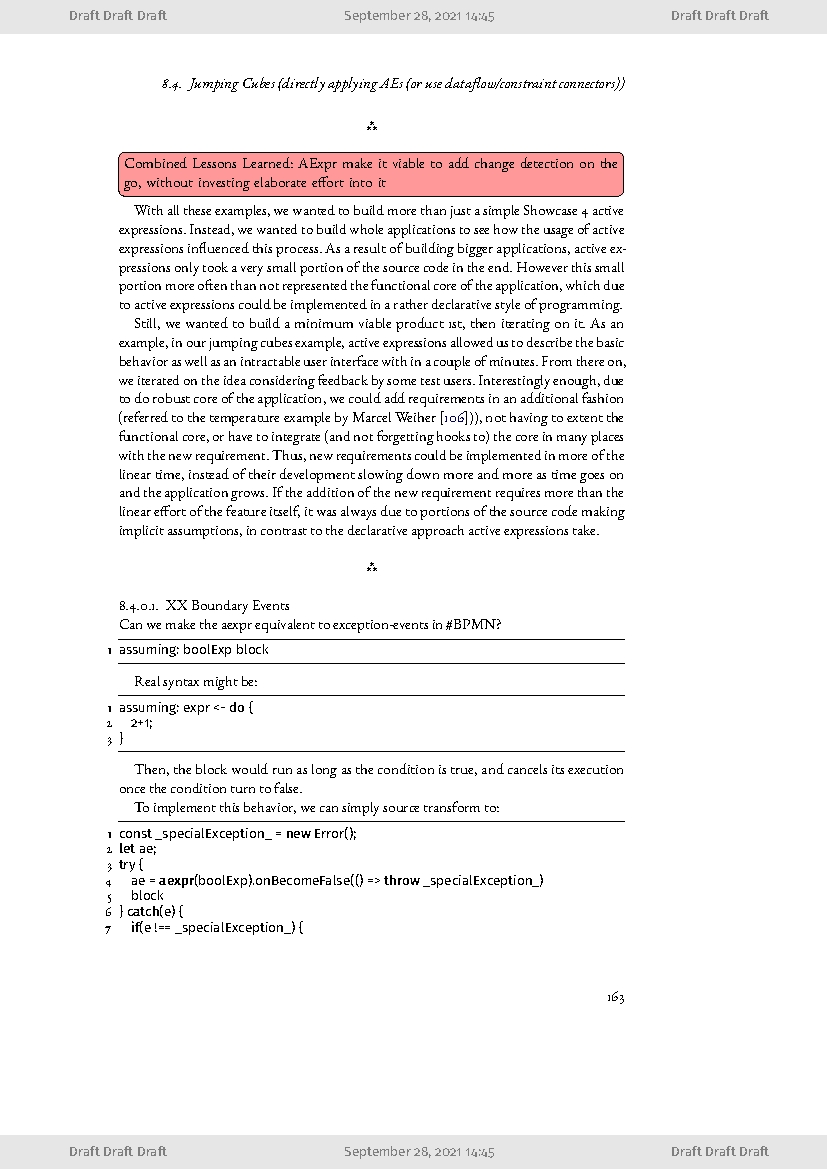 Draft Draft Draft September 28, 2021 14:45 Draft Draft Draft
8.4. Jumping Cubes (directly applying AEs (or use dataflow/constraint connectors))
⁂
Combined Lessons Learned: AExpr make it viable to add change detection on the
go, without investing elaborate effort into it
With all these examples, we wanted to build more than just a simple Showcase 4 active
expressions. Instead, we wanted to build whole applications to see how the usage of active
expressions influenced this process. As a result of building bigger applications, active ex-
pressions only took a very small portion of the source code in the end. However this small
portion more often than not represented the functional core of the application, which due
to active expressions could be implemented in a rather declarative style of programming.
Still, we wanted to build a minimum viable product 1st, then iterating on it. As an
example, in our jumping cubes example, active expressions allowed us to describe the basic
behavior as well as an intractable user interface with in a couple of minutes. From there on,
we iterated on the idea considering feedback by some test users. Interestingly enough, due
to do robust core of the application, we could add requirements in an additional fashion
(referred to the temperature example by Marcel Weiher [106])), not having to extent the
functional core, or have to integrate (and not forgetting hooks to) the core in many places
with the new requirement. Thus, new requirements could be implemented in more of the
linear time, instead of their development slowing down more and more as time goes on
and the application grows. If the addition of the new requirement requires more than the
linear effort of the feature itself, it was always due to portions of the source code making
implicit assumptions, in contrast to the declarative approach active expressions take.
⁂
8.4.0.1. XX Boundary Events
Can we make the aexpr equivalent to exception-events in #BPMN?
1 assuming: boolExp block
Real syntax might be:
1 assuming: expr <- do {
2 2+1;
3 }
Then, the block would run as long as the condition is true, and cancels its execution
once the condition turn to false.
To implement this behavior, we can simply source transform to:
1 const _specialException_ = new Error();
2 let ae;
3 try {
4 ae = aexpr(boolExp).onBecomeFalse(() => throw _specialException_)
5 block
6 } catch(e) {
7 if(e !== _specialException_) {
163
Draft Draft Draft September 28, 2021 14:45 Draft Draft Draft